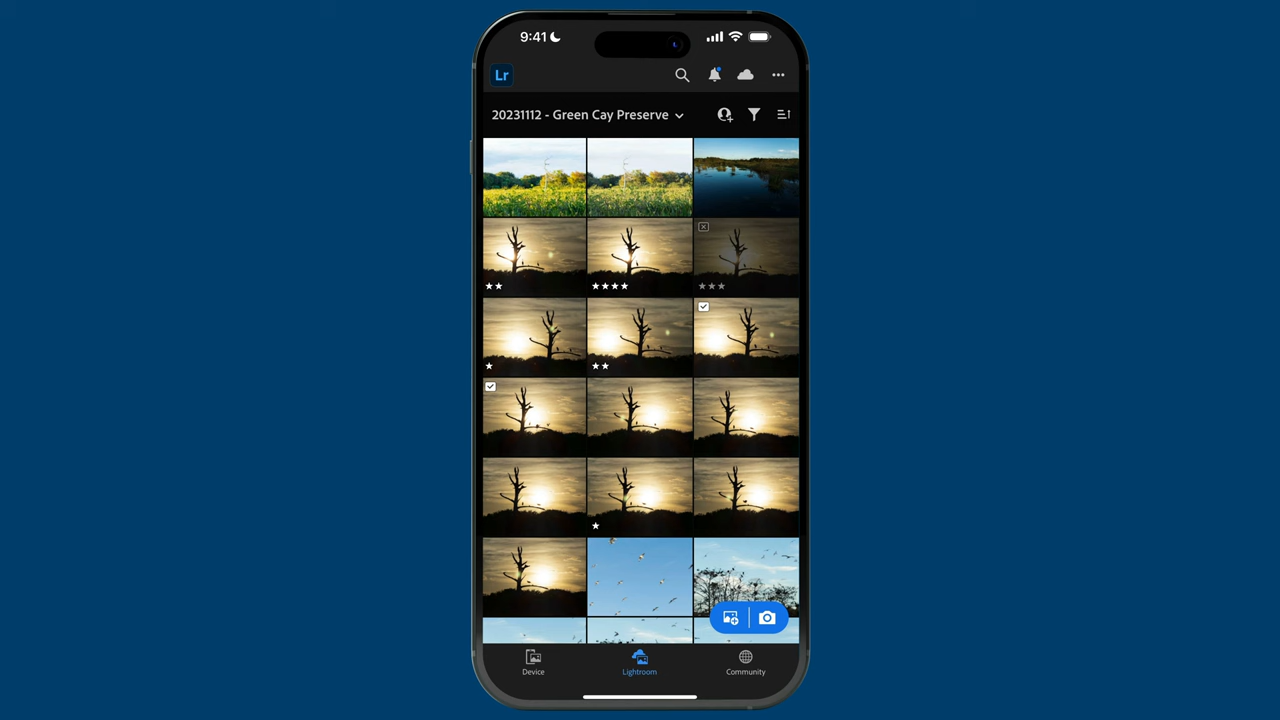 9:41
Lr
20231112 - Green Cay Preserve
Device
Lightroom
Community